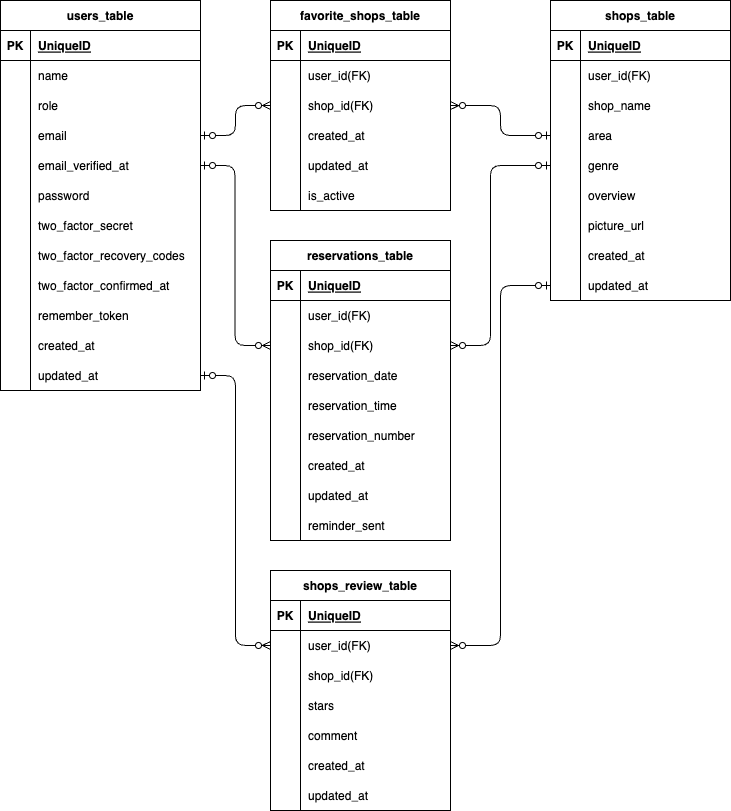 users_table
PK UniqueID
name
role
email
email_verified_at
password
two_factor_secret
two_factor_recovery_codes
two_factor_confirmed_at
remember_token
created_at
updated_at
favorite_shops_table
PK UniqueID
user_id(FK)
shop_id(FK)
created_at
updated_at
is_active
reservations_table
PK UniqueID
user_id(FK)
shop_id(FK)
reservation_date
reservation_time
reservation_number
created_at
updated_at
reminder_sent
shops_review_table
PK UniqueID
user_id(FK)
shop_id(FK)
stars
comment
created_at
updated_at
shops_table
PK UniqueID
user_id(FK)
shop_name
area
genre
overview
picture_url
created_at
updated_at